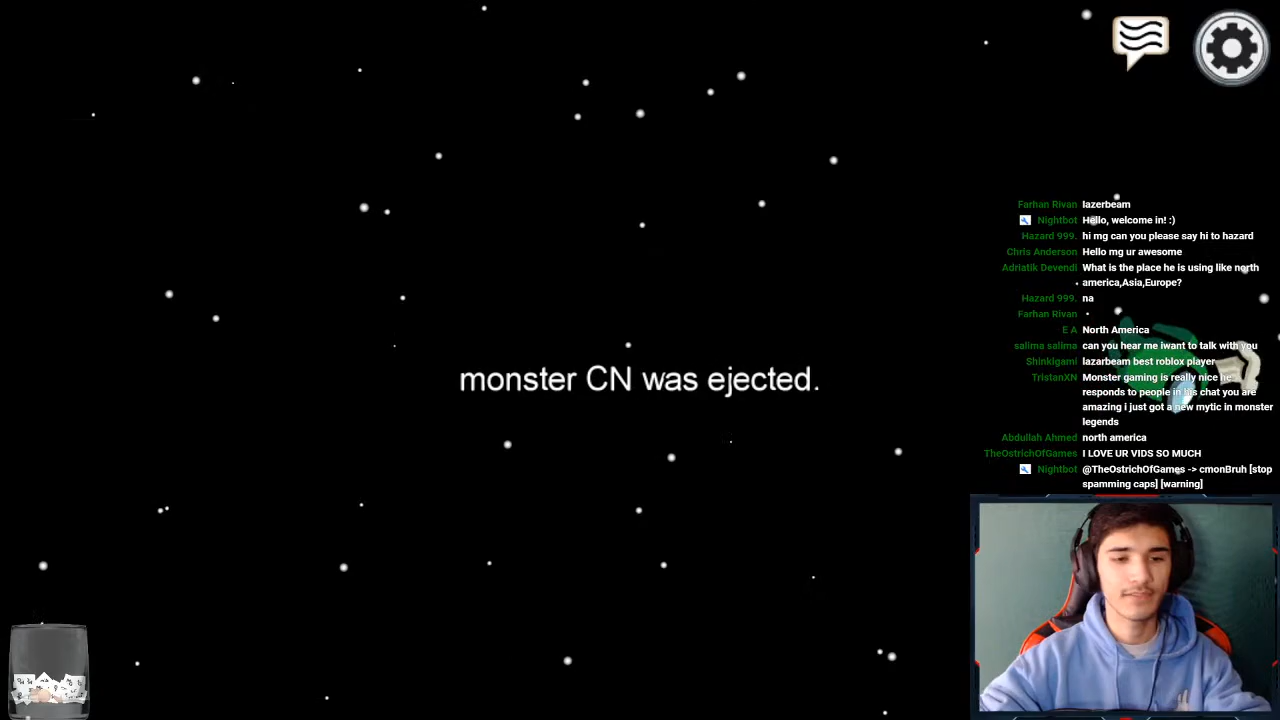 Farhan Rivan lazerbeam
Nightbot Hello, welcome in! :)
Hazard 999. hi mg can you please say hi to hazard
Chris Anderson Hello mg ur awesome
Adriatik Devendi What is the place he is using like north
america,Asia,Europe?
Hazard 999. na
Farhan Rivan
E A North America
salima salima can you hear me iwant to talk with you
Shinkigami lazarbeam best roblox player
TristanXN Monster gaming is really nice he
responds to people in his chat you are
amazing i just got a new mytic in monster
legends
Abdullah Ahmed north america
TheOstrichOfGames I LOVE UR VIDS SO MUCH
Nightbot @TheOstrichOfGames -> cmonBruh [stop
spamming caps] [warning]
monster CN was ejected.